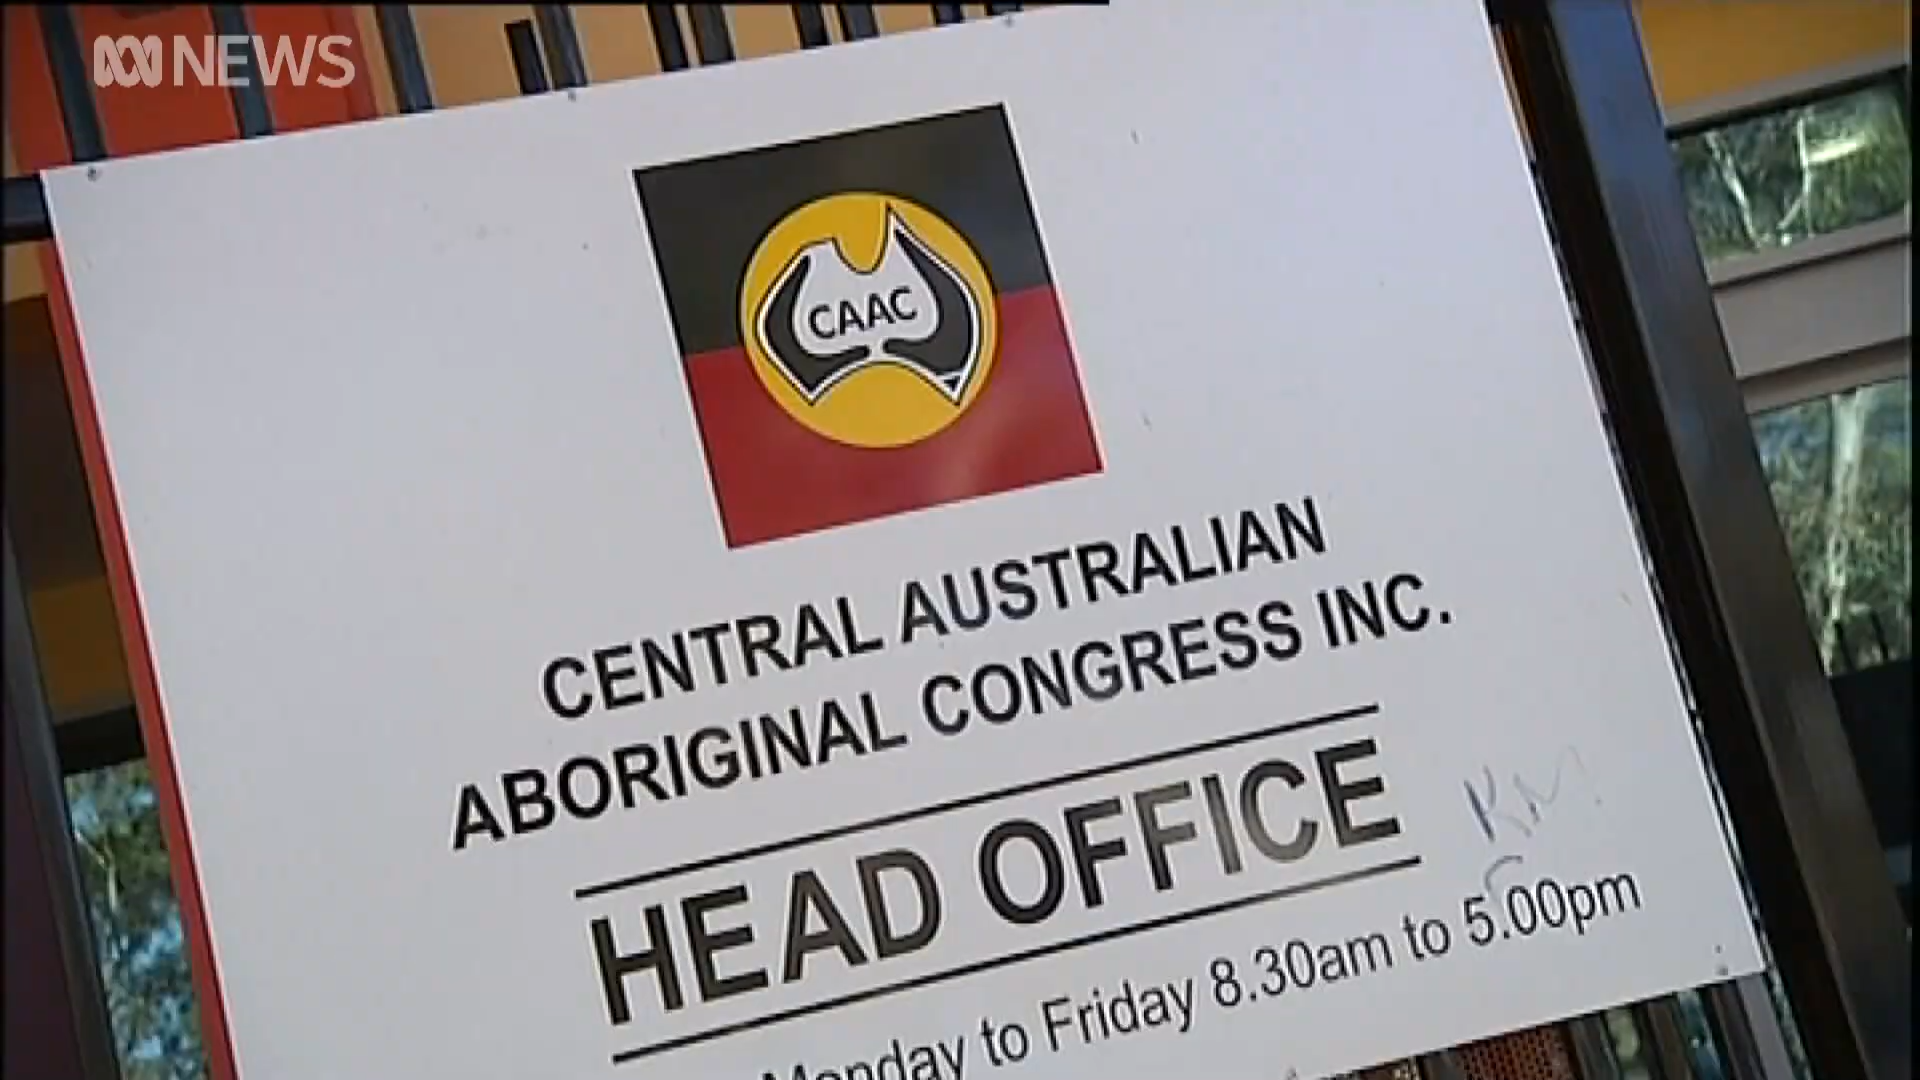 NEWS
CAAC
CENTRAL AUSTRALIAN
ABORIGINAL CONGRESS INC.
HEAD OFFICE
Monday to Friday 8.30am to 5.00pm